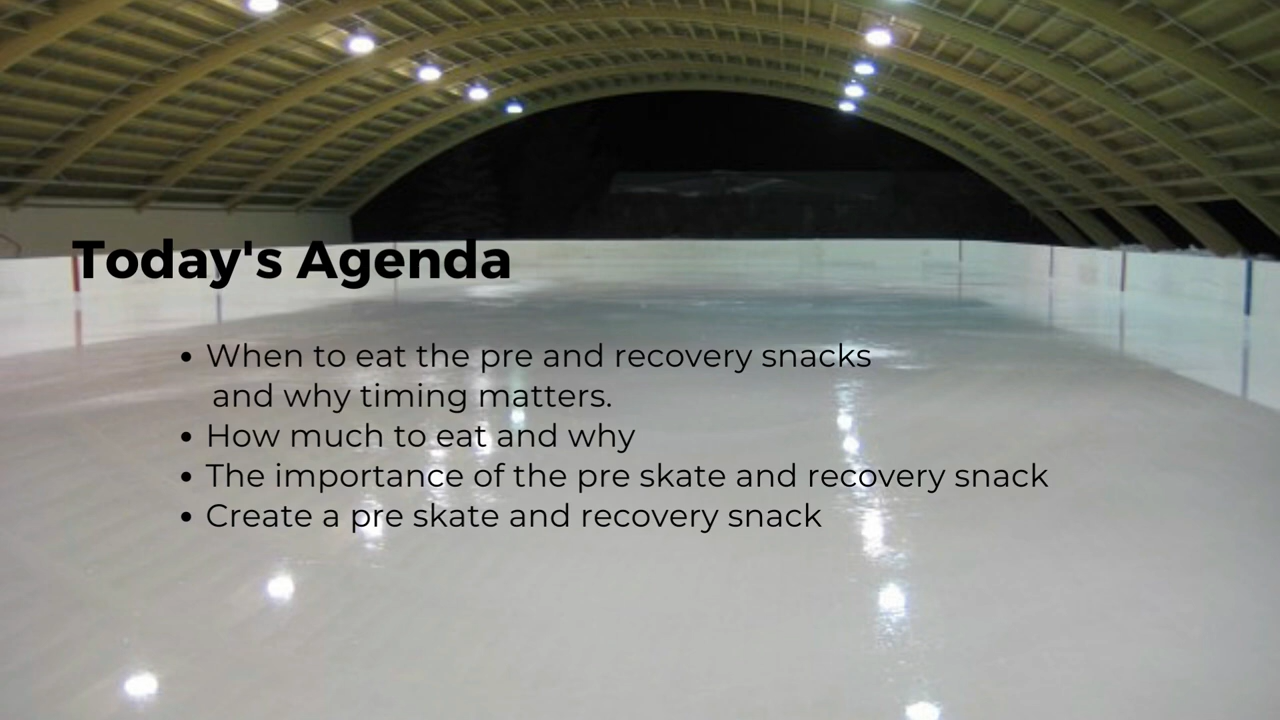 Today's Agenda
• When to eat the pre and recovery snacks
and why timing matters.
• How much to eat and why
• The importance of the pre skate and recovery snack
• Create a pre skate and recovery snack